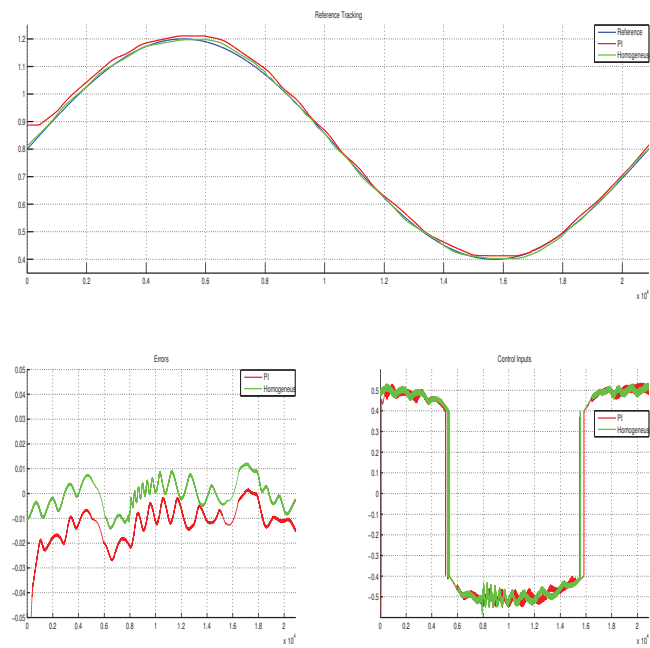 Reference Tracking
1.2
1.1
1
0.9
0.8
0.7
0.6
0.5
0.4
Reference
PI
Homogeneus
0 0.2 0.4 0.6 0.8 1 1.2 1.4 1.6 1.8 2
x 10^4
Errors
0.05
0.04
0.03
0.02
0.01
0
−0.01
−0.02
−0.03
−0.04
−0.05
PI
Homogeneus
0 0.2 0.4 0.6 0.8 1 1.2 1.4 1.6 1.8 2
x 10^4
Control Inputs
0.5
0.4
0.3
0.2
0.1
0
−0.1
−0.2
−0.3
−0.4
−0.5
PI
Homogeneus
0 0.2 0.4 0.6 0.8 1 1.2 1.4 1.6 1.8 2
x 10^4